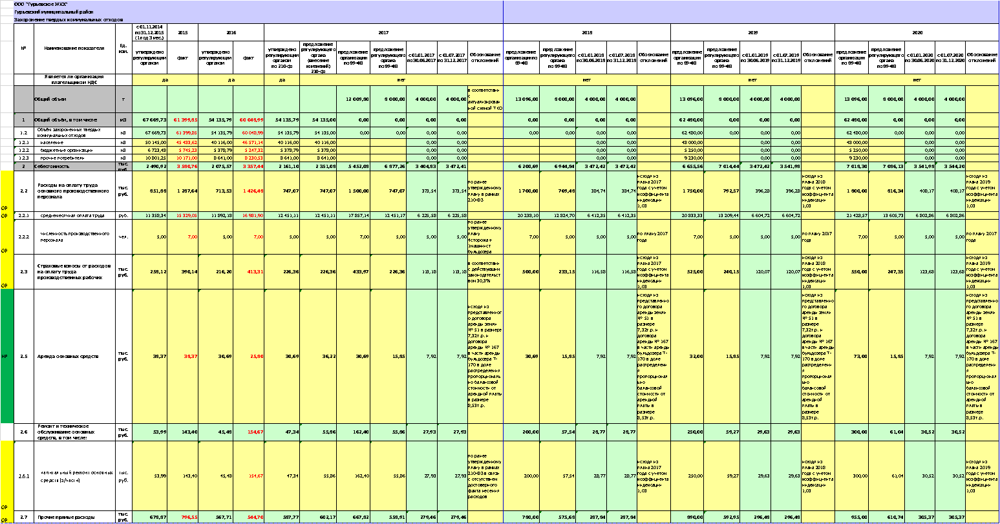 ООО "Гурьевское ЖКХ"
Гурьевский муниципальный район
Захоронение твердых коммунальных отходов
№ Наименование показателя Ед. изм. с 01.11.2014 по 31.12.2015 (1 год 3 мес.) 2015 2016 2017 2018 2019 2020
утверждено регулирующим органом факт утверждено регулирующим органом факт утверждено регулирующим органом по 210-фз предложение регулирующего органа (внесение изменений) 210-фз предложение организации по 89-ФЗ предложение регулирующего органа по 89-ФЗ с 01.01.2017 по 30.06.2017 с 01.07.2017 по 31.12.2017 Обоснование отклонений
предложение организации по 89-ФЗ предложение регулирующего органа по 89-ФЗ с 01.01.2018 по 30.06.2018 с 01.07.2018 по 31.12.2018 Обоснование отклонений
предложение организации по 89-ФЗ предложение регулирующего органа по 89-ФЗ с 01.01.2019 по 30.06.2019 с 01.07.2019 по 31.12.2019 Обоснование отклонений
предложение организации по 89-ФЗ предложение регулирующего органа по 89-ФЗ с 01.01.2020 по 30.06.2020 с 01.07.2020 по 31.12.2020 Обоснование отклонений
Является ли организация плательщиком НДС да да да нет нет нет нет
Общий объем т 12 009,80 8 000,00 4 000,00 4 000,00 в соответствии с актуализированной схемой ТКО 13 096,00 8 000,00 4 000,00 4 000,00 13 096,00 8 000,00 4 000,00 4 000,00 13 096,00 8 000,00 4 000,00 4 000,00
1 Общий объём, в том числе м3 67 669,73 61 399,85 54 135,79 60 048,99 54 135,79 54 135,00 0,00 0,00 0,00 0,00 0,00 0,00 0,00 0,00 62 480,00 0,00 0,00 0,00 62 480,00 0,00 0,00 0,00
1.2 Объём захороненных твердых коммунальных отходов м3 67 669,73 61 399,85 54 135,79 60 048,99 54 135,79 54 135,00 0,00 0,00 0,00 0,00 0,00 0,00 0,00 0,00 62 480,00 0,00 0,00 0,00 62 480,00 0,00 0,00 0,00
1.2.1 население м3 50 145,00 45 483,62 40 116,00 46 571,14 40 116,00 40 116,00 0,00 0,00 0,00 0,00 48 000,00 0,00 0,00 48 000,00 0,00 0,00
1.2.2 бюджетные организации м3 6 723,48 5 745,23 5 378,79 5 247,32 5 378,79 5 378,00 0,00 0,00 0,00 0,00 5 250,00 0,00 0,00 5 250,00 0,00 0,00
1.2.3 прочие потребители м3 10 801,25 10 171,00 8 641,00 8 230,53 8 641,00 8 641,00 0,00 0,00 0,00 0,00 9 230,00 0,00 0,00 9 230,00 0,00 0,00
2 Себестоимость тыс. руб. 2 490,92 3 580,76 2 075,57 3 357,44 2 161,10 2 351,08 5 452,08 6 877,26 3 404,83 3 472,41 6 200,69 6 944,84 3 472,42 3 472,42 6 655,56 7 014,44 3 472,42 3 541,98 7 018,30 7 086,13 3 541,98 3 544,20
ОР 2.2 Расходы на оплату труда основного производственного персонала тыс. руб. 851,88 1 287,64 713,53 1 426,48 747,07 747,07 1 500,00 747,07 373,54 373,54 по ранее утвержденному плану в рамках 210-ФЗ 1 700,00 769,48 384,74 384,74 исходя из плана 2017 года с учетом коэффициента индексации 1,03 1 750,00 792,57 396,28 396,28 исходя из плана 2018 года с учетом коэффициента индексации 1,03 1 800,00 816,34 408,17 408,17 исходя из плана 2019 года с учетом коэффициента индексации 1,03
ОР 2.2.1 среднемесячная оплата труда руб. 11 358,34 15 329,05 11 892,18 16 981,90 12 451,11 12 451,11 17 857,14 12 451,17 6 225,58 6 225,58 20 238,10 12 824,70 6 412,35 6 412,35 20 833,33 13 209,44 6 604,72 6 604,72 21 428,57 13 605,73 6 802,86 6 802,86
ОР 2.2.2 численность производственного персонала чел. 5,00 7,00 5,00 7,00 5,00 5,00 7,00 5,00 5,00 5,00 по ранее утвержденному плану 4сторожа + 1машинист бульдозера 7,00 5,00 5,00 5,00 по плану 2017 года 7,00 5,00 5,00 5,00 по плану 2017 года 7,00 5,00 5,00 5,00 по плану 2017 года
ОР 2.3 Страховые взносы от расходов на оплату труда производственных рабочих тыс. руб. 258,12 390,14 216,20 413,31 226,36 226,36 433,97 226,36 113,18 113,18 в соответствии с действующим законодательством 30,3% 500,00 233,15 116,58 116,58 исходя из плана 2017 года с учетом коэффициента индексации 1,03 525,00 240,15 120,07 120,07 исходя из плана 2018 года с учетом коэффициента индексации 1,03 550,00 247,35 123,68 123,68 исходя из плана 2019 года с учетом коэффициента индексации 1,03
НР 2.5 Аренда основных средств тыс. руб. 38,37 38,37 30,69 25,80 30,69 36,22 30,69 15,85 7,92 7,92 исходя из представленного договора аренды земли № 51 в размере 7,32т.р. и договора аренды № 167 в части аренды бульдозера Т-170 в доле распределения пропорционально балансовой стоимости от арендной платы в размере 8,53т.р. 30,69 15,85 7,92 7,92 исходя из представленного договора аренды земли № 51 в размере 7,32т.р. и договора аренды № 167 в части аренды бульдозера Т-170 в доле распределения пропорционально балансовой стоимости от арендной платы в размере 8,53т.р. 32,00 15,85 7,92 7,92 исходя из представленного договора аренды земли № 51 в размере 7,32т.р. и договора аренды № 167 в части аренды бульдозера Т-170 в доле распределения пропорционально балансовой стоимости от арендной платы в размере 8,53т.р. 73,00 15,85 7,92 7,92 исходя из представленного договора аренды земли № 51 в размере 7,32т.р. и договора аренды № 167 в части аренды бульдозера Т-170 в доле распределения пропорционально балансовой стоимости от арендной платы в размере 8,53т.р.
2.6 Ремонт и техническое обслуживание основных средств, в том числе: тыс. руб. 53,99 143,40 45,48 154,67 47,34 55,86 162,40 55,86 27,93 27,93 200,00 57,54 28,77 28,77 250,00 59,27 29,63 29,63 300,00 61,04 30,52 30,52
ОР 2.6.1 капитальный ремонт основных средств (з/части) тыс. руб. 53,99 143,40 45,48 154,67 47,34 55,86 162,40 55,86 27,93 27,93 по ранее утвержденному плану в рамках 210-ФЗ в связи с отсутствием достоверного факта несения расходов 200,00 57,54 28,77 28,77 исходя из плана 2017 года с учетом коэффициента индексации 1,03 250,00 59,27 29,63 29,63 исходя из плана 2018 года с учетом коэффициента индексации 1,03 300,00 61,04 30,52 30,52 исходя из плана 2019 года с учетом коэффициента индексации 1,03
ОР 2.7 Прочие прямые расходы тыс. руб. 678,87 796,55 567,71 544,70 587,77 602,17 667,82 558,91 279,46 279,46 780,00 575,68 287,84 287,84 890,00 592,95 296,48 296,48 955,00 610,74 305,37 305,37